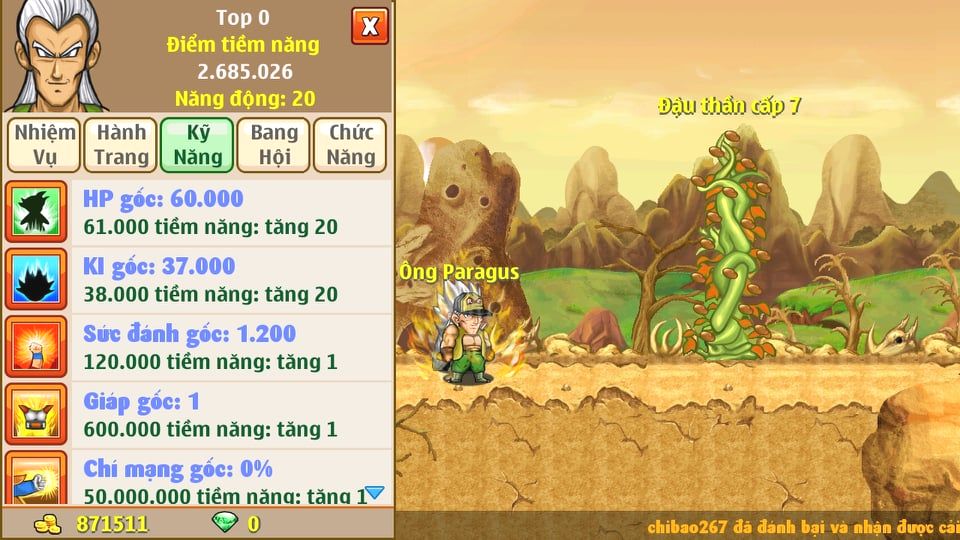 Top 0
Điểm tiềm năng
2.685.026
Năng động: 20
X
Nhiệm Vụ
Hành Trang
Kỹ Năng
Bang Hội
Chức Năng
HP gốc: 60.000
61.000 tiềm năng: tăng 20
KI gốc: 37.000
38.000 tiềm năng: tăng 20
Sức đánh gốc: 1.200
120.000 tiềm năng: tăng 1
Giáp gốc: 1
600.000 tiềm năng: tăng 1
Chí mạng gốc: 0%
50.000.000 tiềm năng: tăng 1
871511
0
Đậu thần cấp 7
Ông Paragus
chibao267 đã đánh bại và nhận được cải